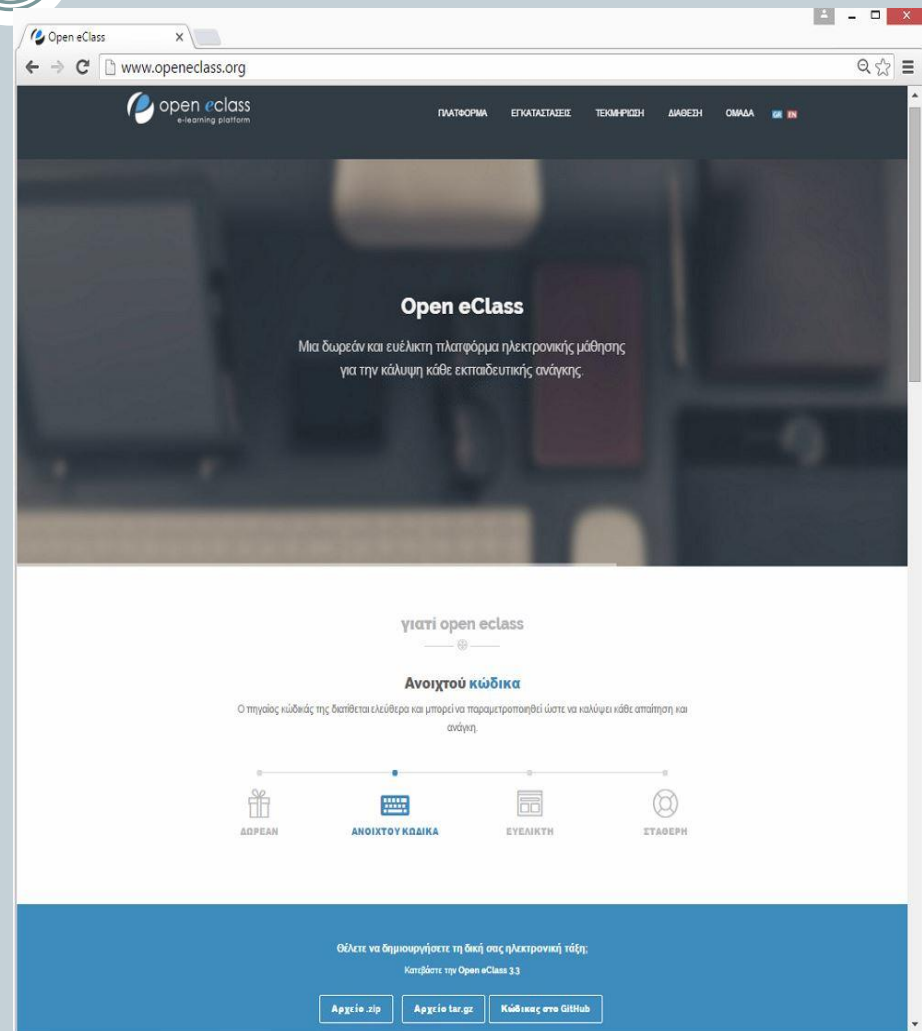 Open eClass
www.openeclass.org
open eclass
e-learning platform
ΠΛΑΤΦΟΡΜΑ ΕΓΚΑΤΑΣΤΑΣΕΙΣ ΤΕΚΜΗΡΙΩΣΗ ΔΙΑΘΕΣΗ ΟΜΑΔΑ GR EN
Open eClass
Μια δωρεάν και ευέλικτη πλατφόρμα ηλεκτρονικής μάθησης
για την κάλυψη κάθε εκπαιδευτικής ανάγκης.
γιατί open eclass
Ανοιχτού κώδικα
Ο πηγαίος κώδικάς της διατίθεται ελεύθερα και μπορεί να παραμετροποιηθεί ώστε να καλύψει κάθε απαίτηση και
ανάγκη.
ΔΩΡΕΑΝ ΑΝΟΙΧΤΟΥ ΚΩΔΙΚΑ ΕΥΕΛΙΚΤΗ ΣΤΑΘΕΡΗ
Θέλετε να δημιουργήσετε τη δική σας ηλεκτρονική τάξη;
Κατεβάστε την Open eClass 3.3
Αρχείο .zip Αρχείο tar.gz Κώδικας στο GitHub